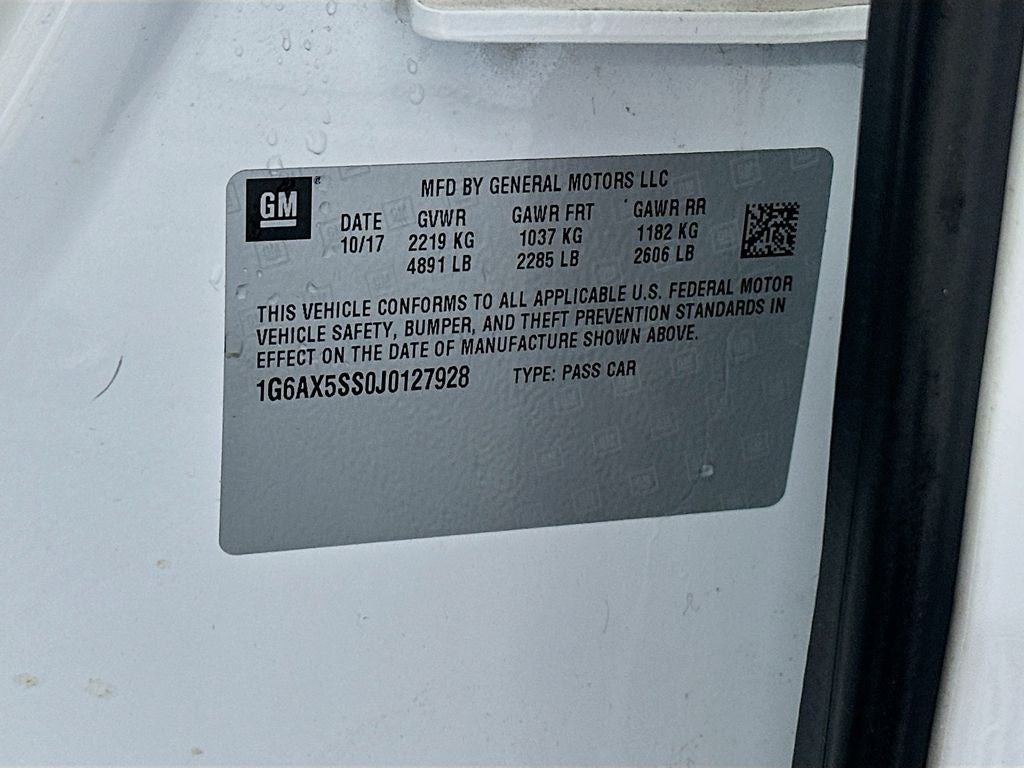 GM
MFD BY GENERAL MOTORS LLC
DATE GVWR GAWR FRT GAWR RR
10/17 2219 KG 1037 KG 1182 KG
4891 LB 2285 LB 2606 LB
THIS VEHICLE CONFORMS TO ALL APPLICABLE U.S. FEDERAL MOTOR
VEHICLE SAFETY, BUMPER, AND THEFT PREVENTION STANDARDS IN
EFFECT ON THE DATE OF MANUFACTURE SHOWN ABOVE.
1G6AX5SS0J0127928 TYPE: PASS CAR